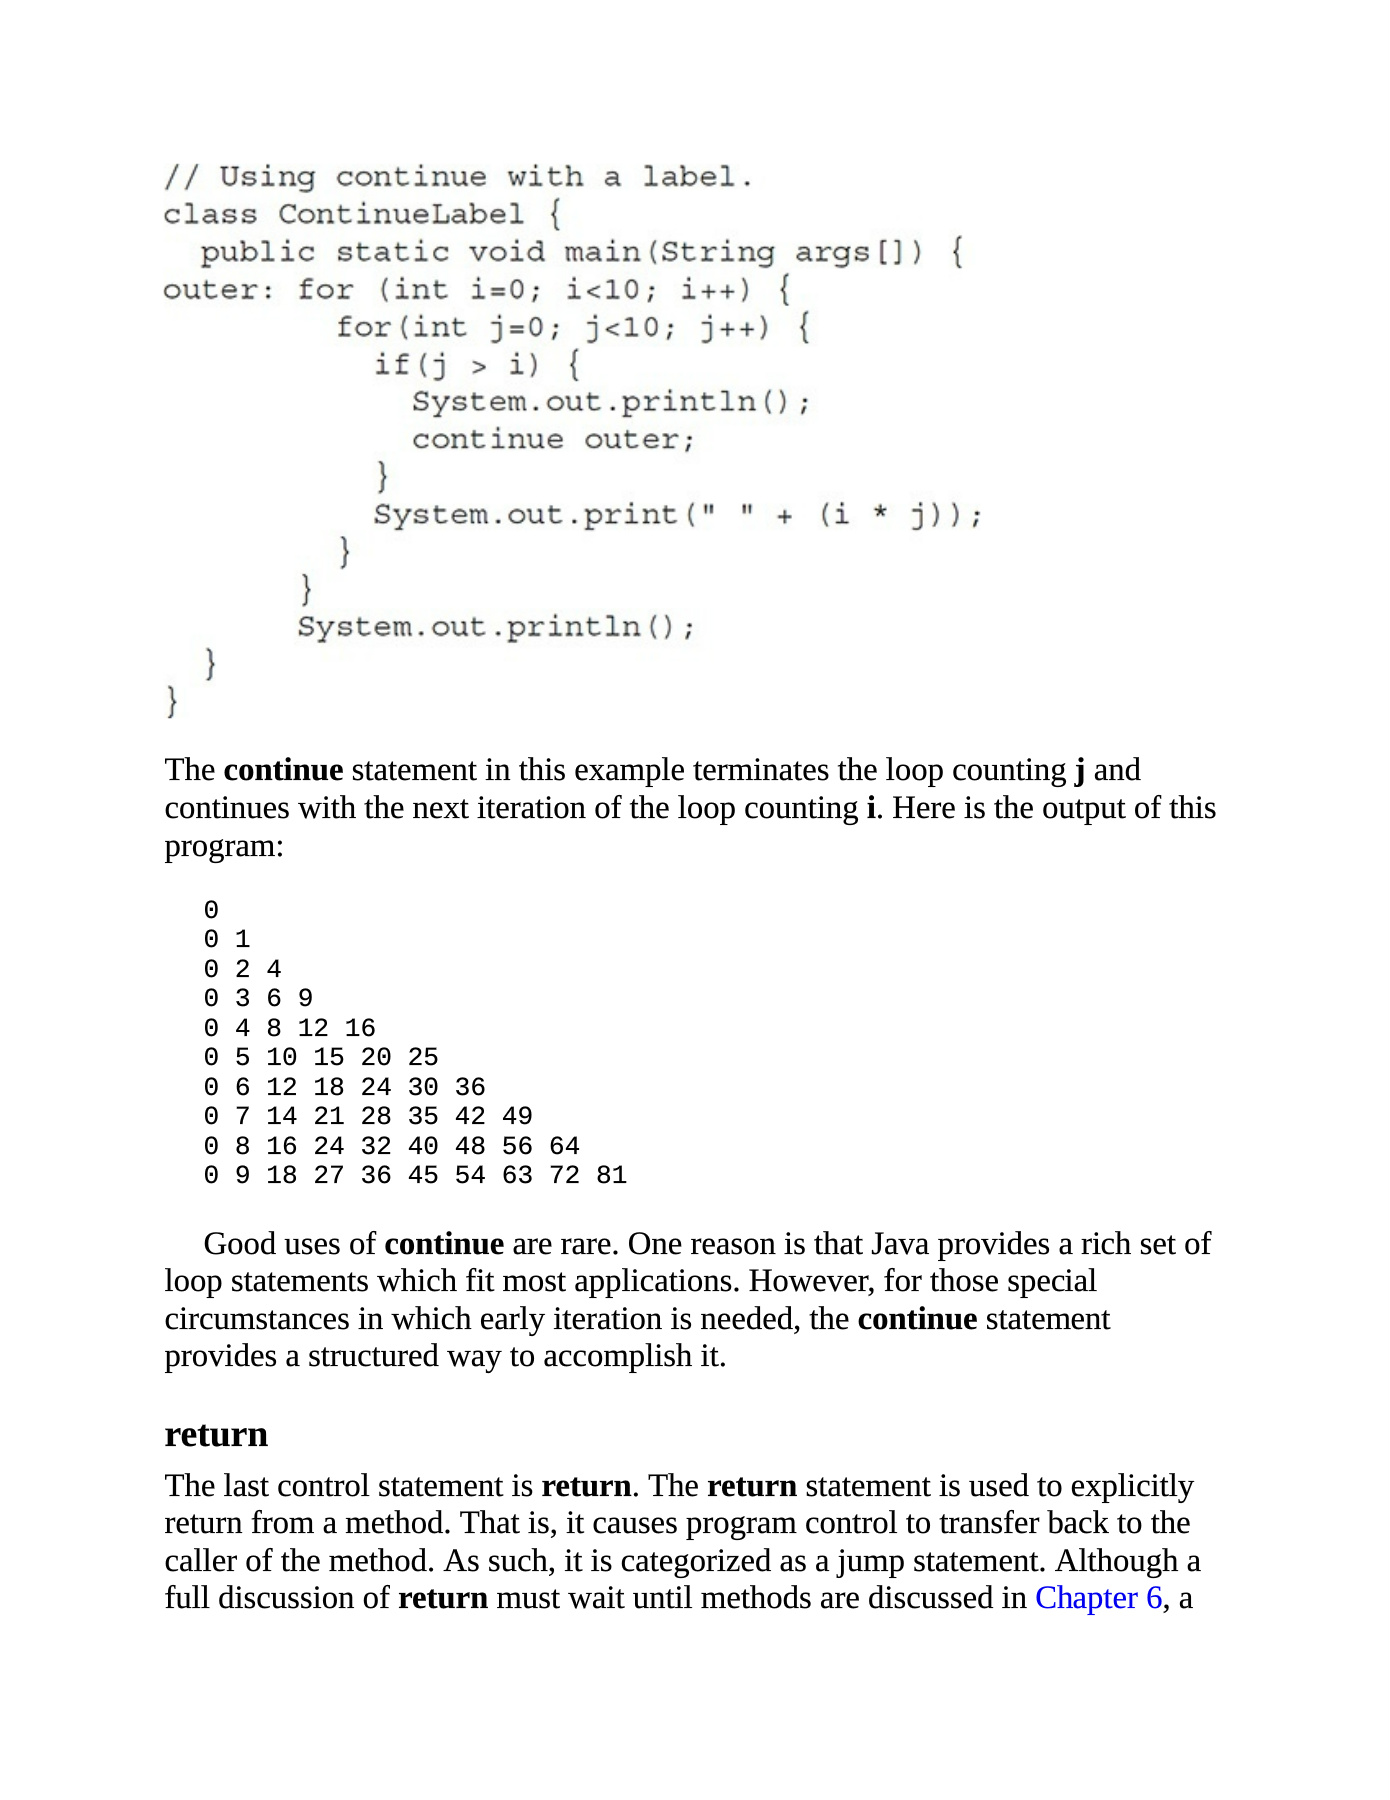 // Using continue with a label.
class ContinueLabel {
  public static void main(String args[]) {
outer: for (int i=0; i<10; i++) {
         for(int j=0; j<10; j++) {
           if(j > i) {
             System.out.println();
             continue outer;
           }
           System.out.print(" " + (i * j));
         }
       }
       System.out.println();
  }
}
The continue statement in this example terminates the loop counting j and
continues with the next iteration of the loop counting i. Here is the output of this
program:
0
0 1
0 2 4
0 3 6 9
0 4 8 12 16
0 5 10 15 20 25
0 6 12 18 24 30 36
0 7 14 21 28 35 42 49
0 8 16 24 32 40 48 56 64
0 9 18 27 36 45 54 63 72 81
Good uses of continue are rare. One reason is that Java provides a rich set of
loop statements which fit most applications. However, for those special
circumstances in which early iteration is needed, the continue statement
provides a structured way to accomplish it.
return
The last control statement is return. The return statement is used to explicitly
return from a method. That is, it causes program control to transfer back to the
caller of the method. As such, it is categorized as a jump statement. Although a
full discussion of return must wait until methods are discussed in Chapter 6, a